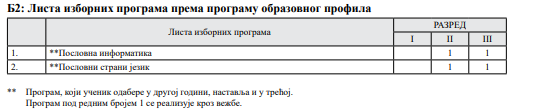 Б2: Листа изборних програма према програму образовног профила
Листа изборних програма РАЗРЕД
I II III
1. **Пословна информатика 1 1
2. **Пословни страни језик 1 1
** Програм, који ученик одабере у другој години, наставља и у трећој.
Програм под редним бројем 1 се реализује кроз вежбе.